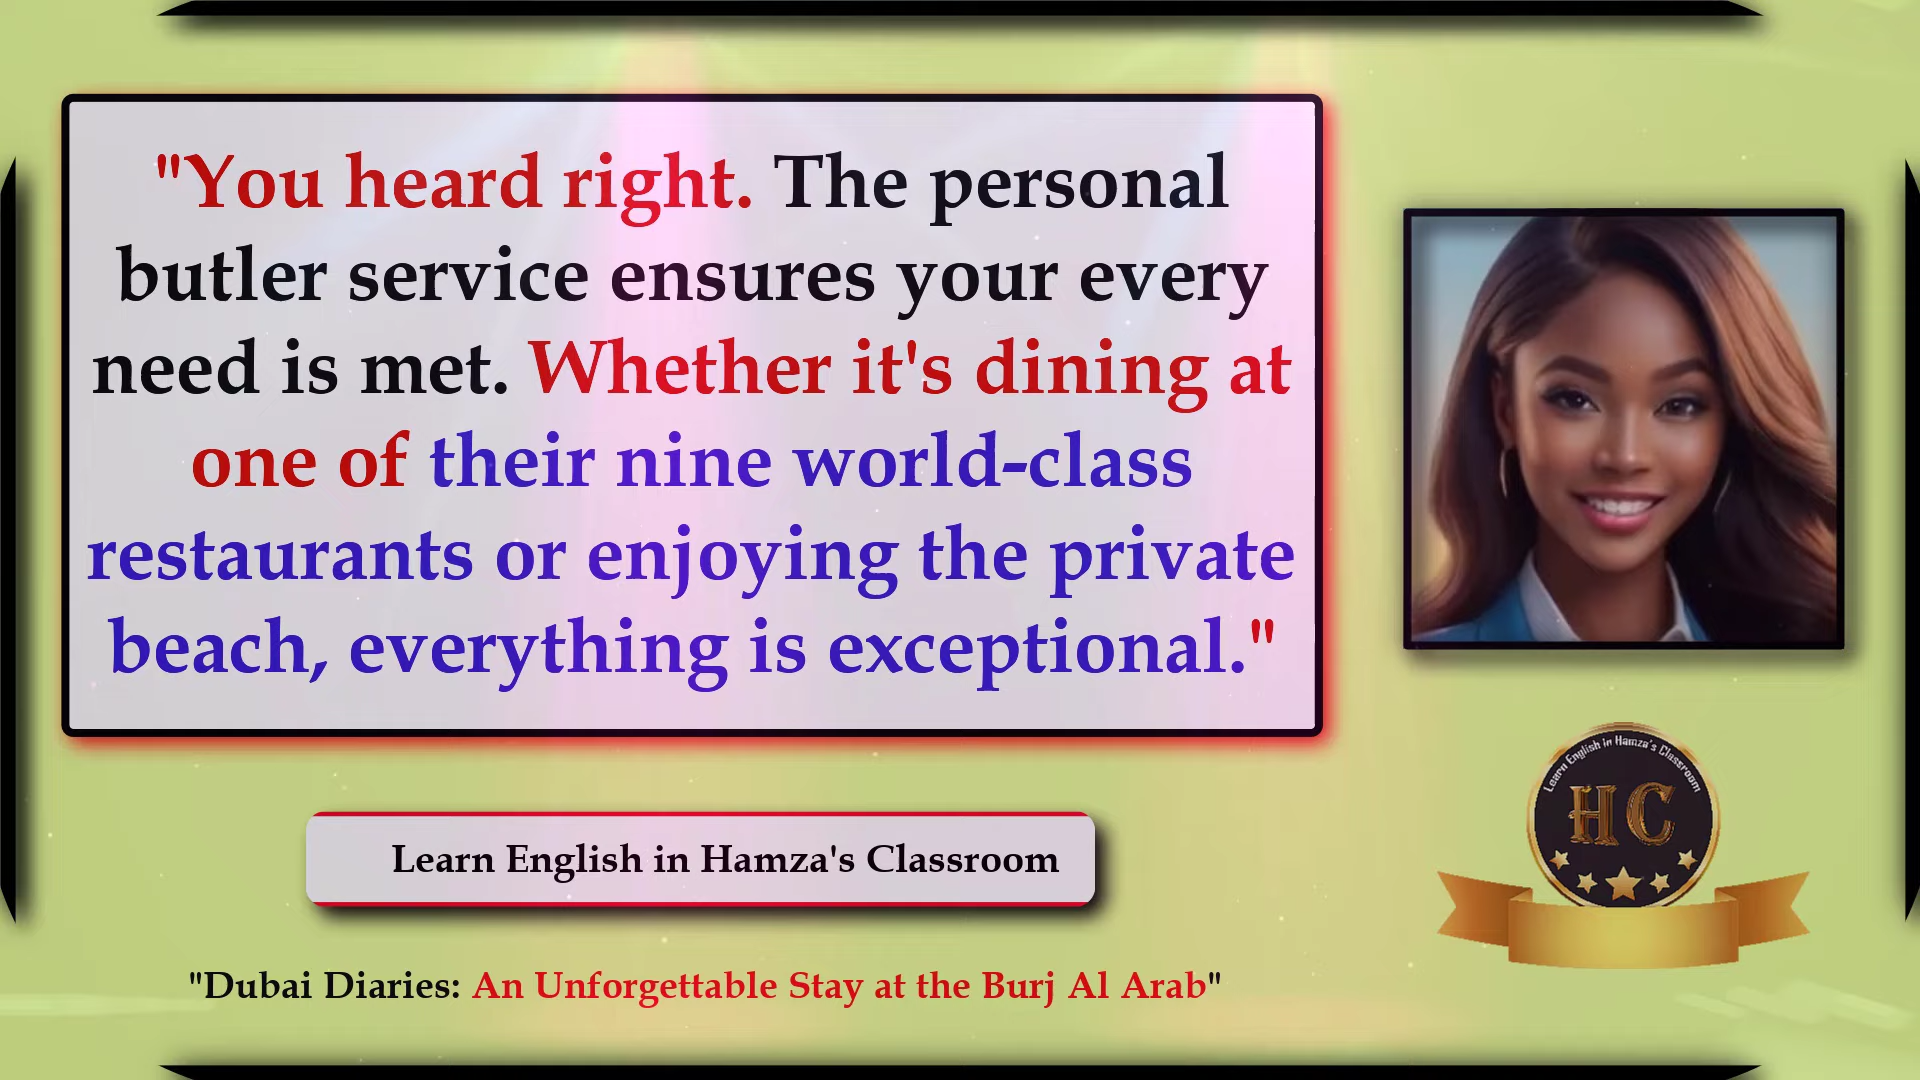 "You heard right. The personal
butler service ensures your every
need is met. Whether it's dining at
one of their nine world-class
restaurants or enjoying the private
beach, everything is exceptional."
Learn English in Hamza's Classroom
HC
Learn English in Hamza's Classroom
"Dubai Diaries: An Unforgettable Stay at the Burj Al Arab"